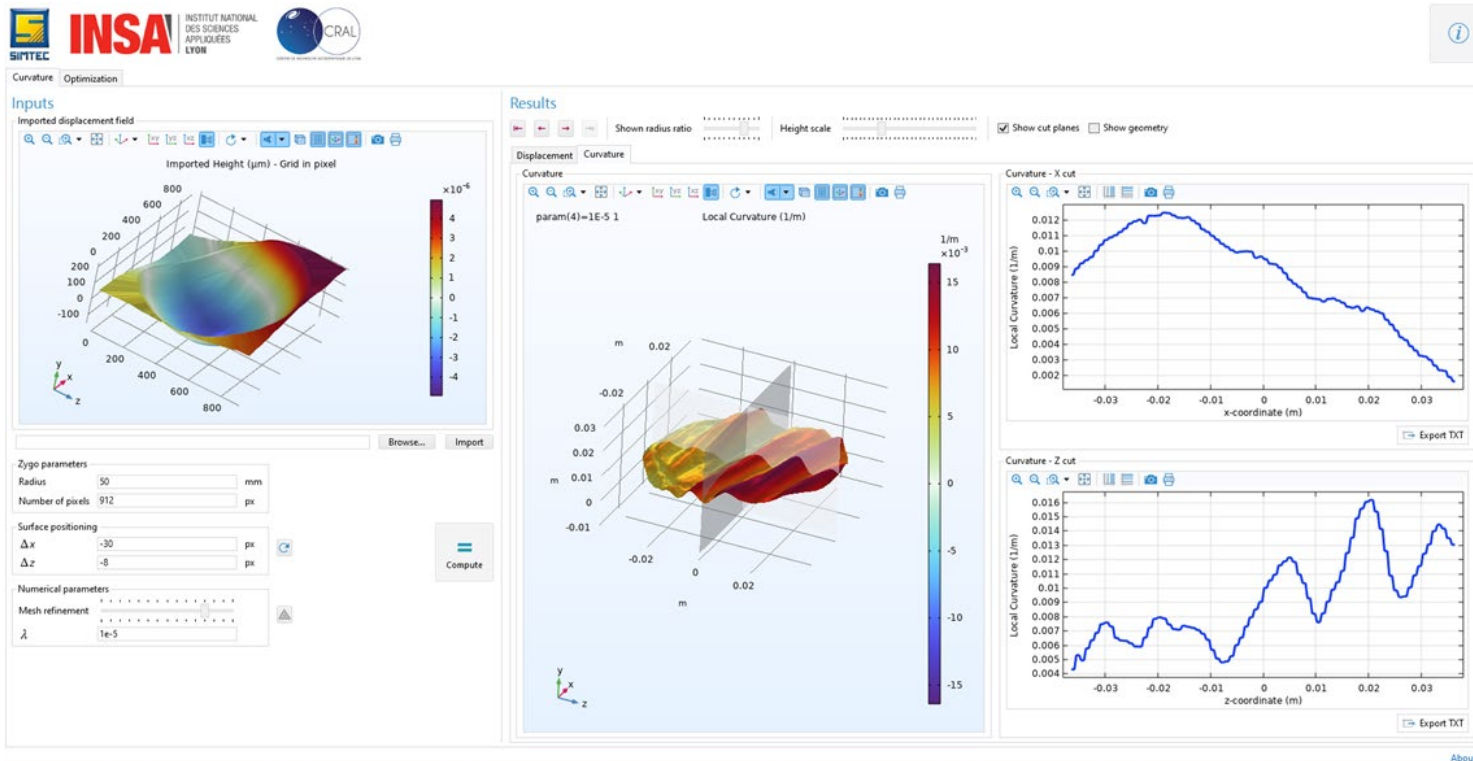 SIMTEC
INSA
INSTITUT NATIONAL
DES SCIENCES
APPLIQUÉES
LYON
CRAL
Curvature Optimization
Inputs
Imported displacement field
Imported Height (µm) - Grid in pixel
×10⁻⁶
800
600
400
200
0
200
100
0
-100
0
200
400
600
800
4
3
2
1
0
-1
-2
-3
-4
y
x
z
Browse... Import
Zygo parameters
Radius 50 mm
Number of pixels 912 px
Surface positioning
Δx -30 px
Δz -8 px
Compute
Numerical parameters
Mesh refinement
λ 1e-5
Results
Shown radius ratio Height scale Show cut planes Show geometry
Displacement Curvature
Curvature
param(4)=1E-5 1 Local Curvature (1/m)
1/m
×10⁻³
15
10
5
0
-5
-10
-15
m 0.02
0
-0.02
0.03
0.02
m 0.01
0
-0.01
-0.02
0
0.02
m
y
x
z
Curvature - X cut
Local Curvature (1/m)
0.012
0.01
0.009
0.008
0.007
0.006
0.005
0.004
0.003
0.002
-0.03 -0.02 -0.01 0 0.01 0.02 0.03
x-coordinate (m)
Export TXT
Curvature - Z cut
Local Curvature (1/m)
0.016
0.015
0.014
0.013
0.012
0.01
0.009
0.008
0.007
0.006
0.005
0.004
-0.03 -0.02 -0.01 0 0.01 0.02 0.03
z-coordinate (m)
Export TXT
Abou